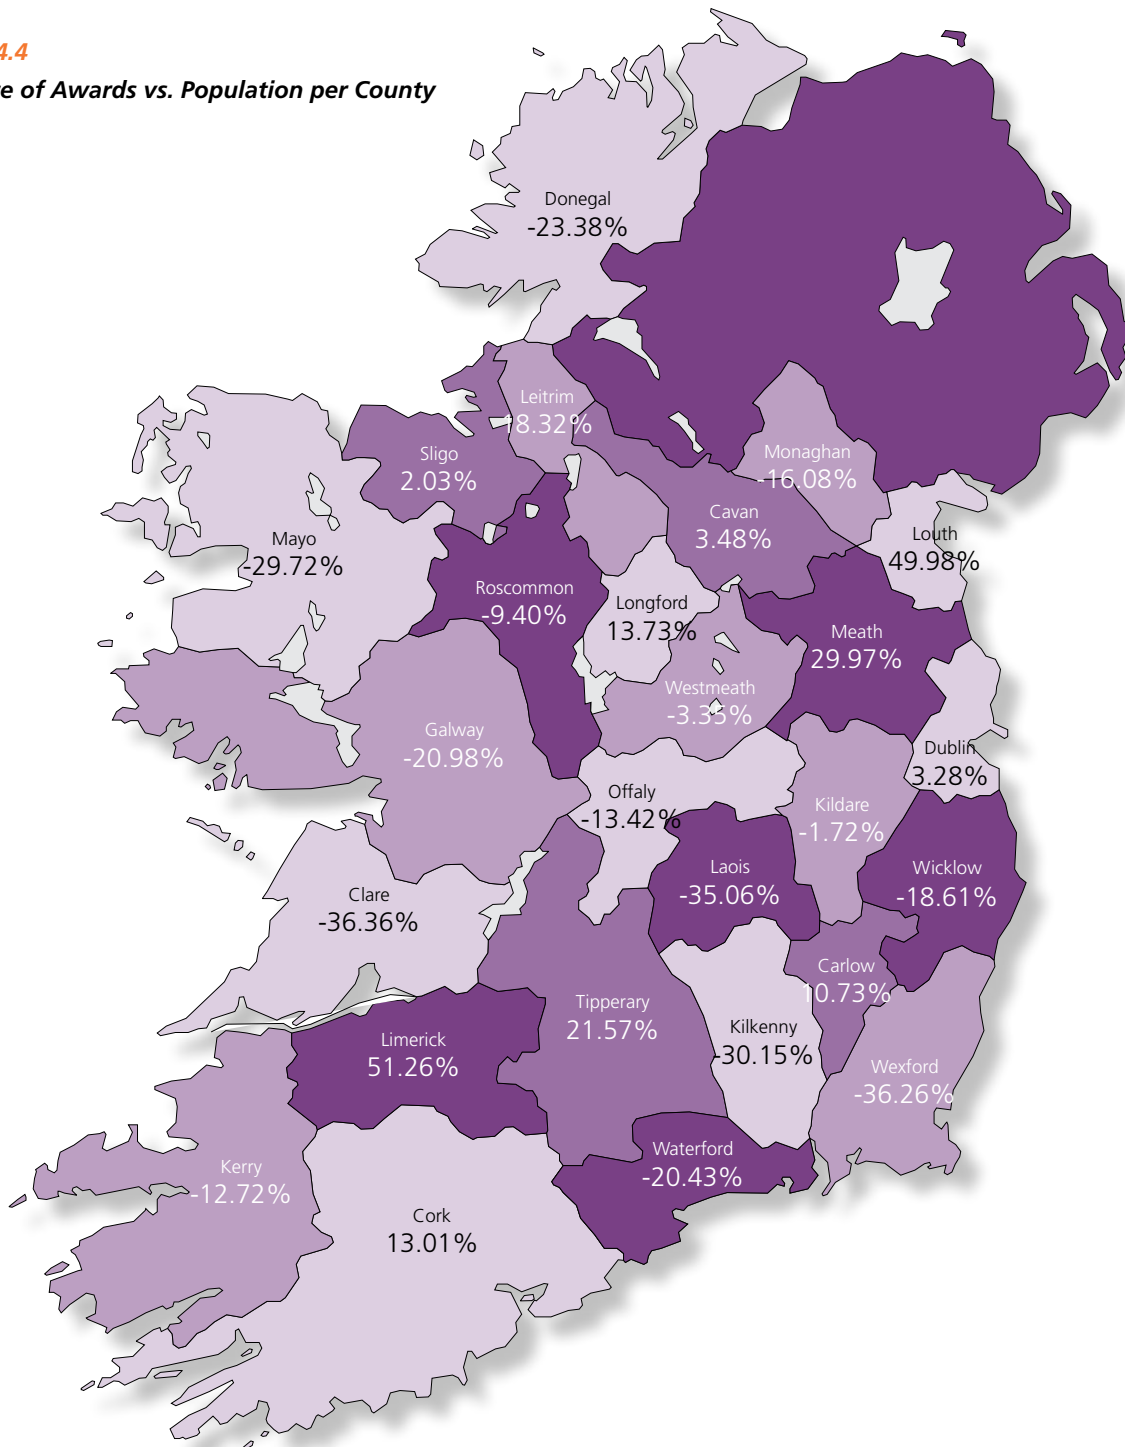 4.4
e of Awards vs. Population per County
Donegal
-23.38%
Leitrim
18.32%
Monaghan
-16.08%
Sligo
2.03%
Cavan
3.48%
Louth
49.98%
Mayo
-29.72%
Roscommon
-9.40%
Longford
13.73%
Meath
29.97%
Westmeath
-3.35%
Galway
-20.98%
Dublin
3.28%
Offaly
-13.42%
Kildare
-1.72%
Laois
-35.06%
Wicklow
-18.61%
Clare
-36.36%
Carlow
10.73%
Tipperary
21.57%
Kilkenny
-30.15%
Limerick
51.26%
Wexford
-36.26%
Waterford
-20.43%
Kerry
-12.72%
Cork
13.01%